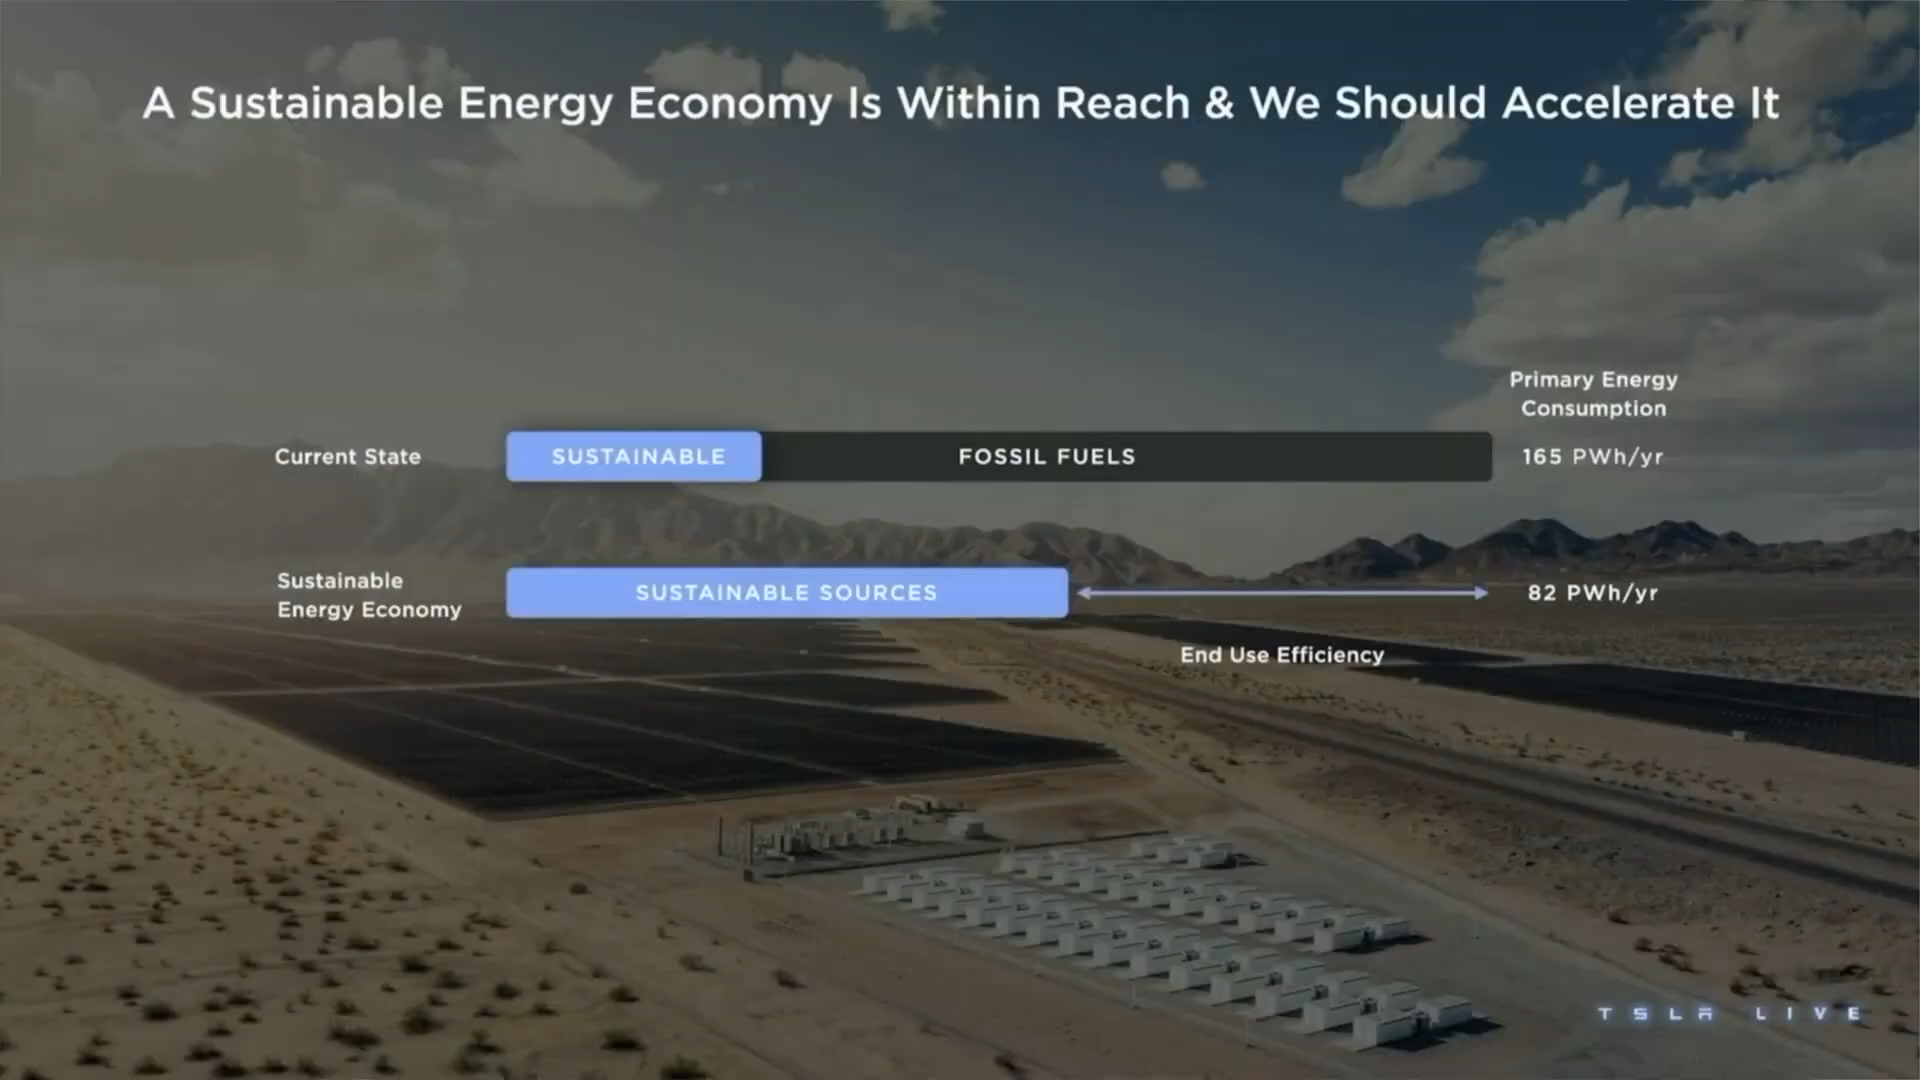 A Sustainable Energy Economy Is Within Reach & We Should Accelerate It
Primary Energy
Consumption
Current State
SUSTAINABLE
FOSSIL FUELS
165 PWh/yr
Sustainable
Energy Economy
SUSTAINABLE SOURCES
82 PWh/yr
End Use Efficiency
TSLA LIVE